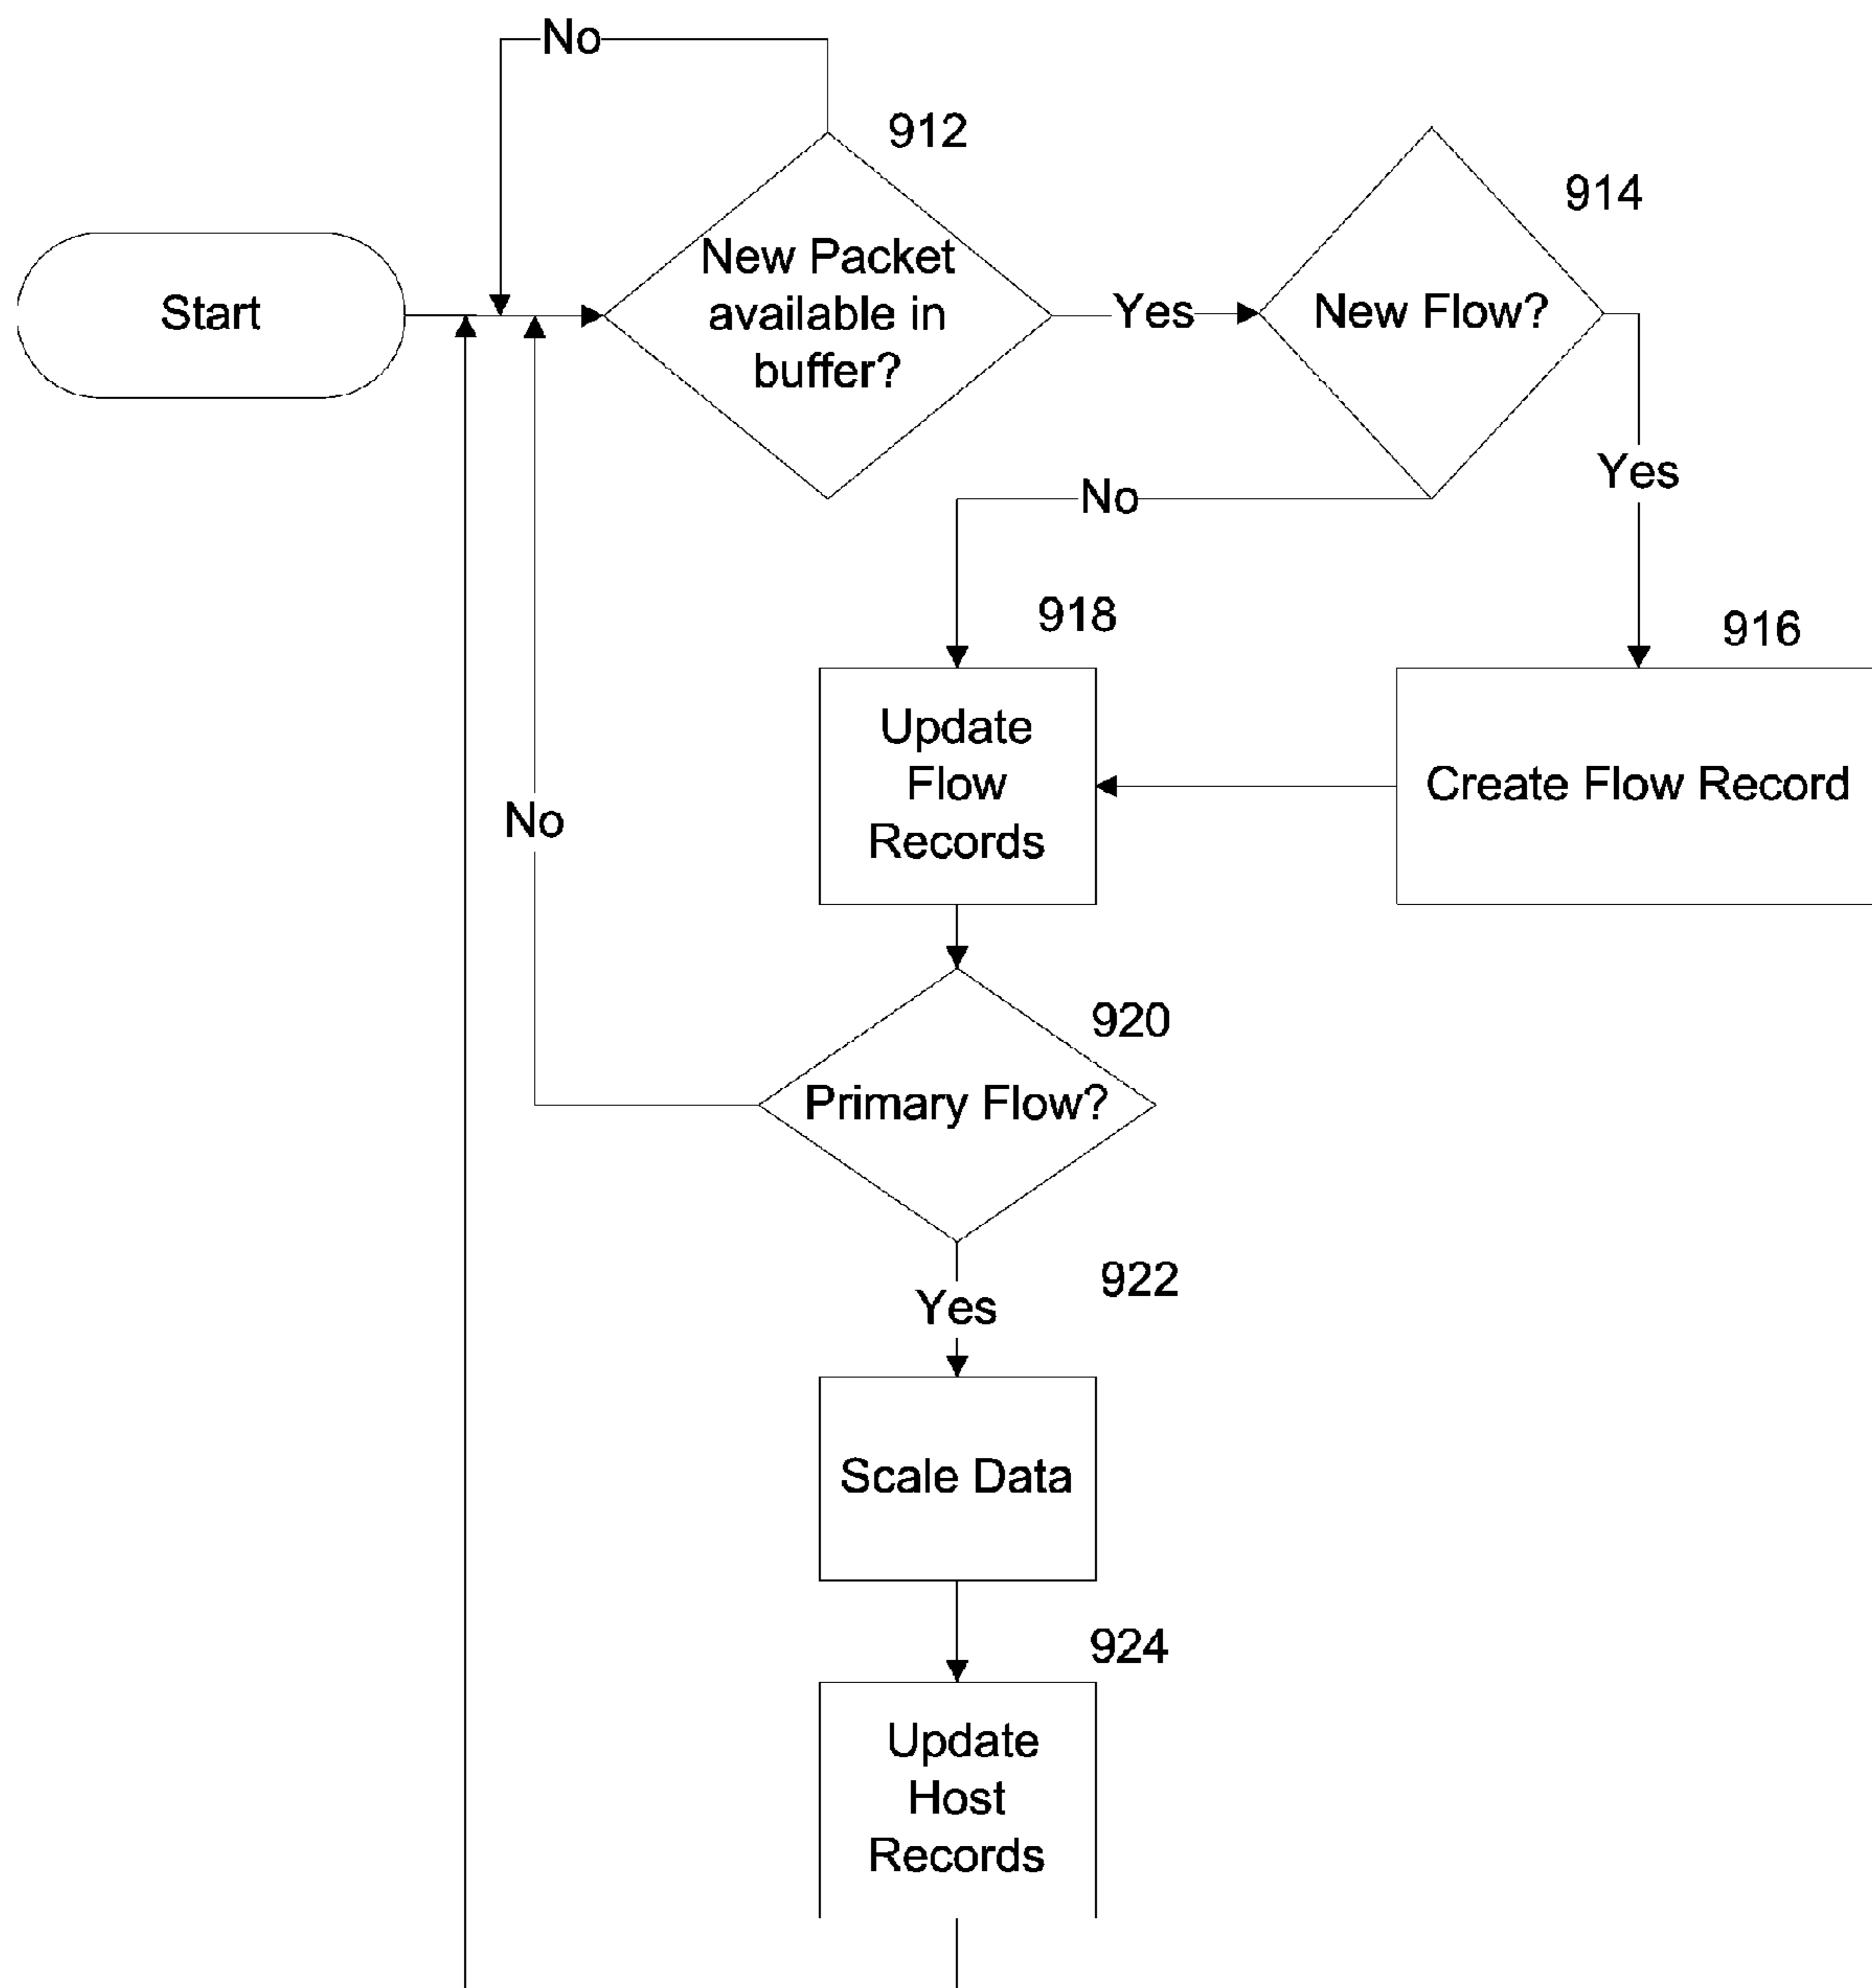 No
912
914
Start
New Packet
available in
buffer?
Yes
New Flow?
Yes
No
918
916
Update
Flow
Records
Create Flow Record
No
920
Primary Flow?
922
Yes
Scale Data
924
Update
Host
Records